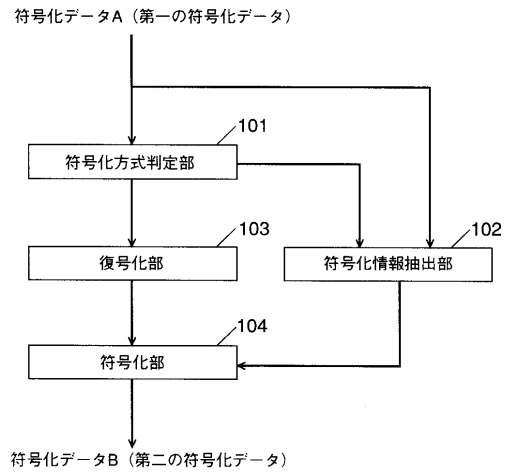 符号化データA（第一の符号化データ）
101
符号化方式判定部
103
102
復号化部
符号化情報抽出部
104
符号化部
符号化データB（第二の符号化データ）